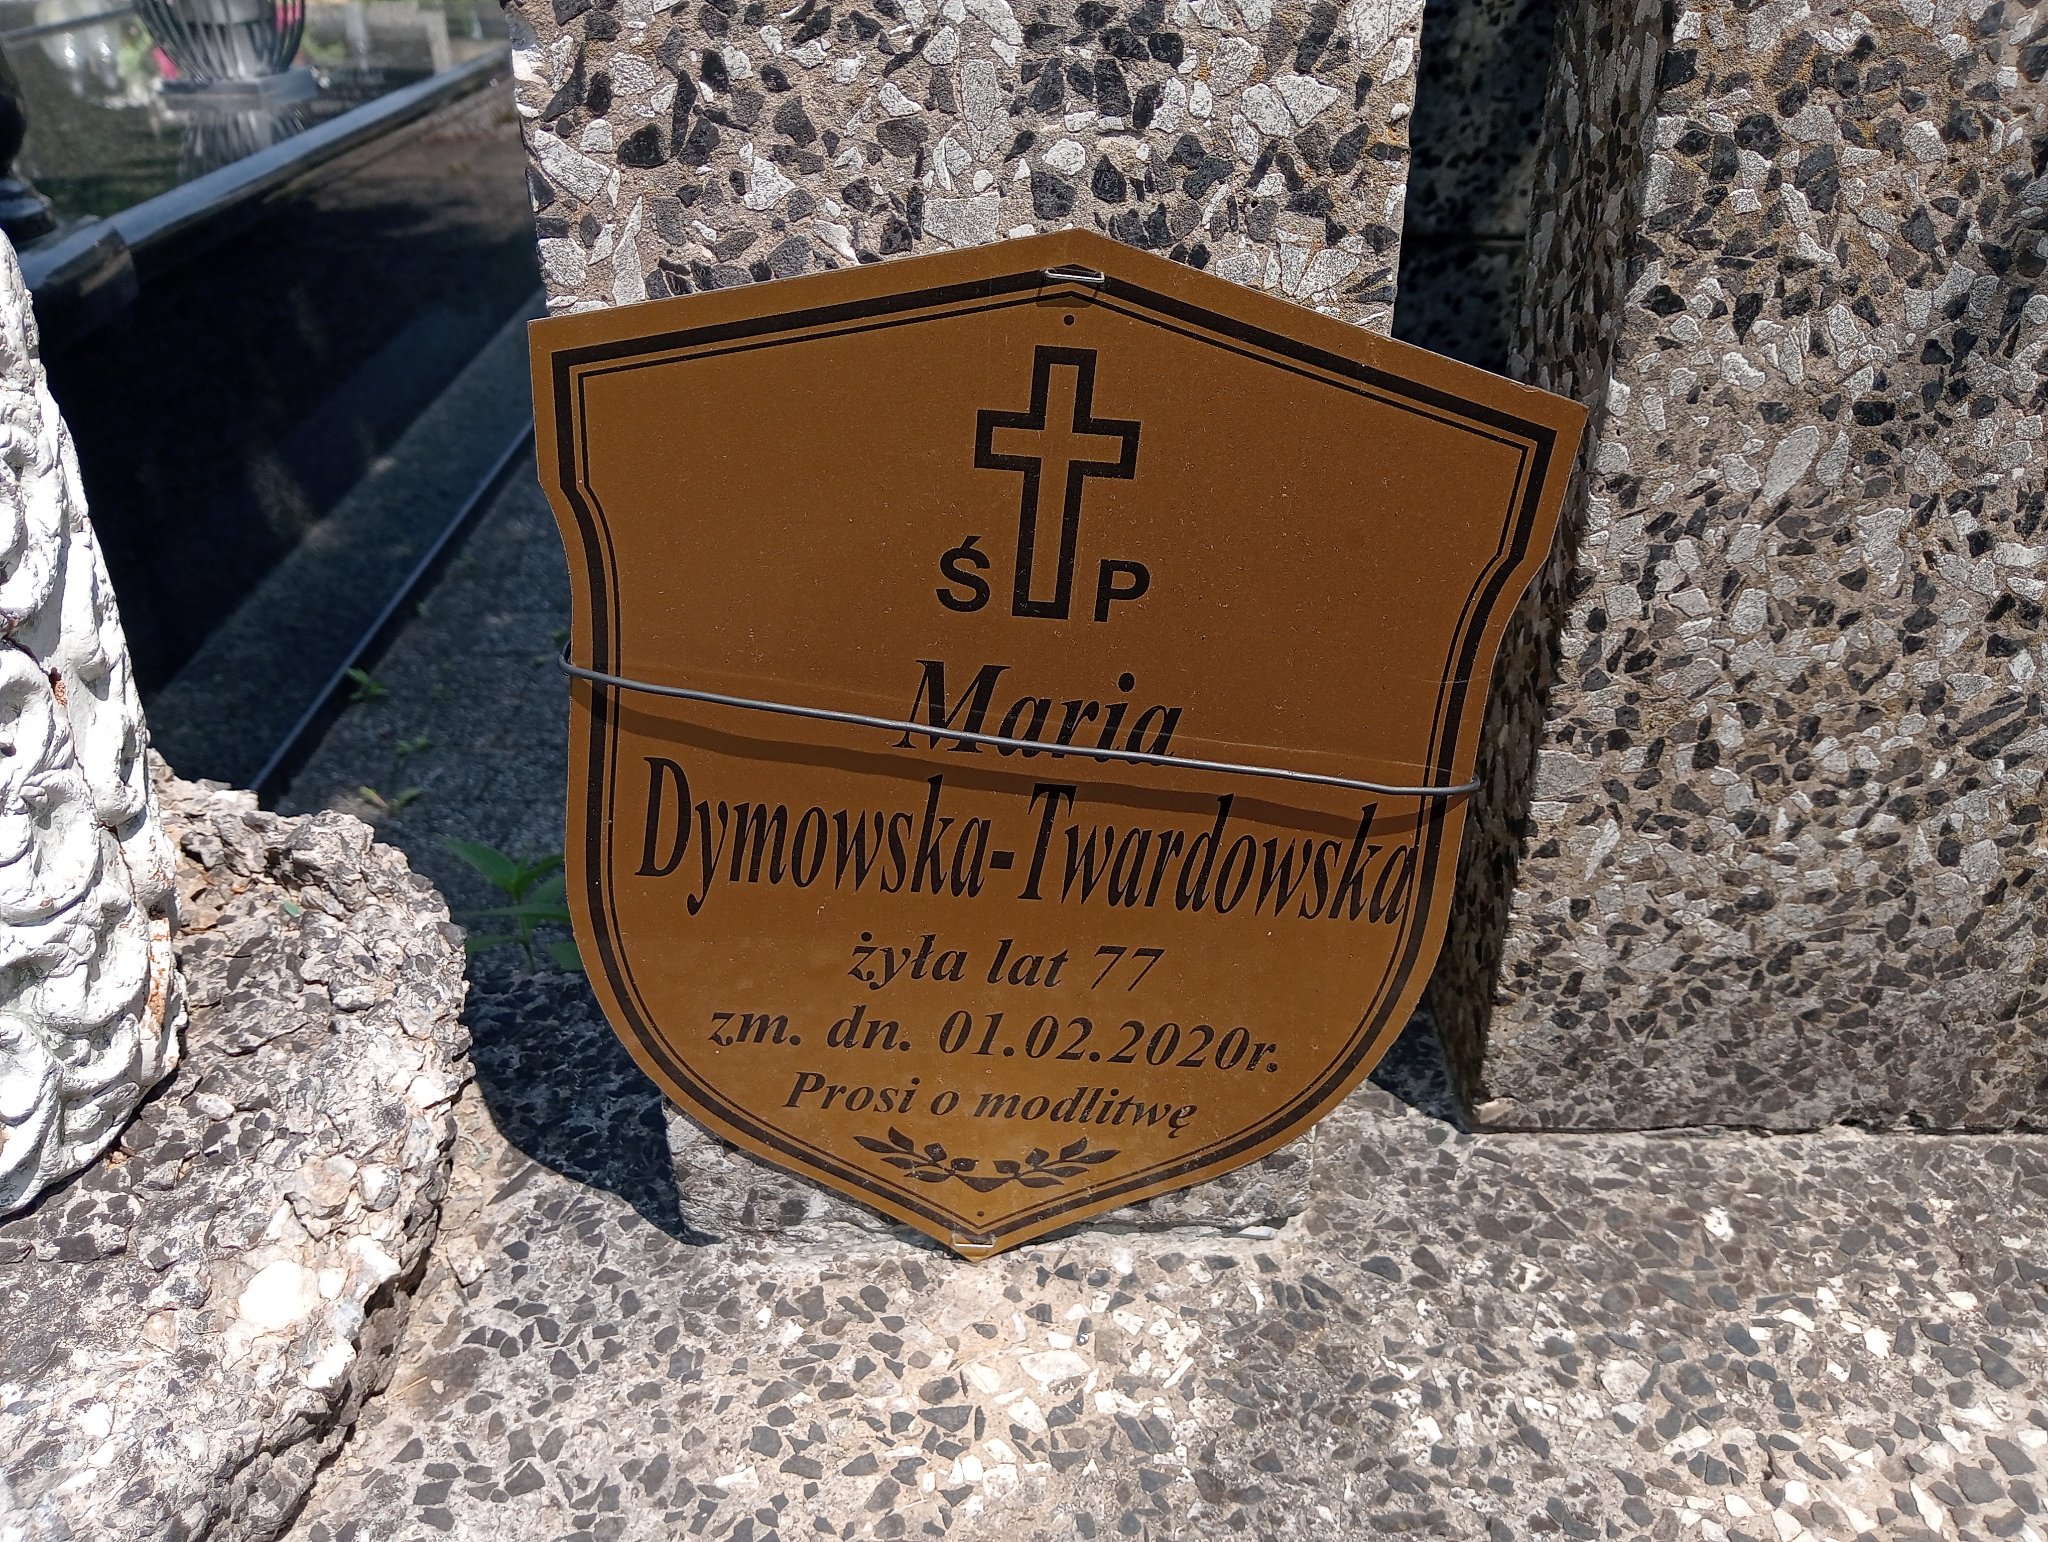 Ś P
Maria
Dymowska-Twardowska
żyła lat 77
zm. dn. 01.02.2020r.
Prosi o modlitwę